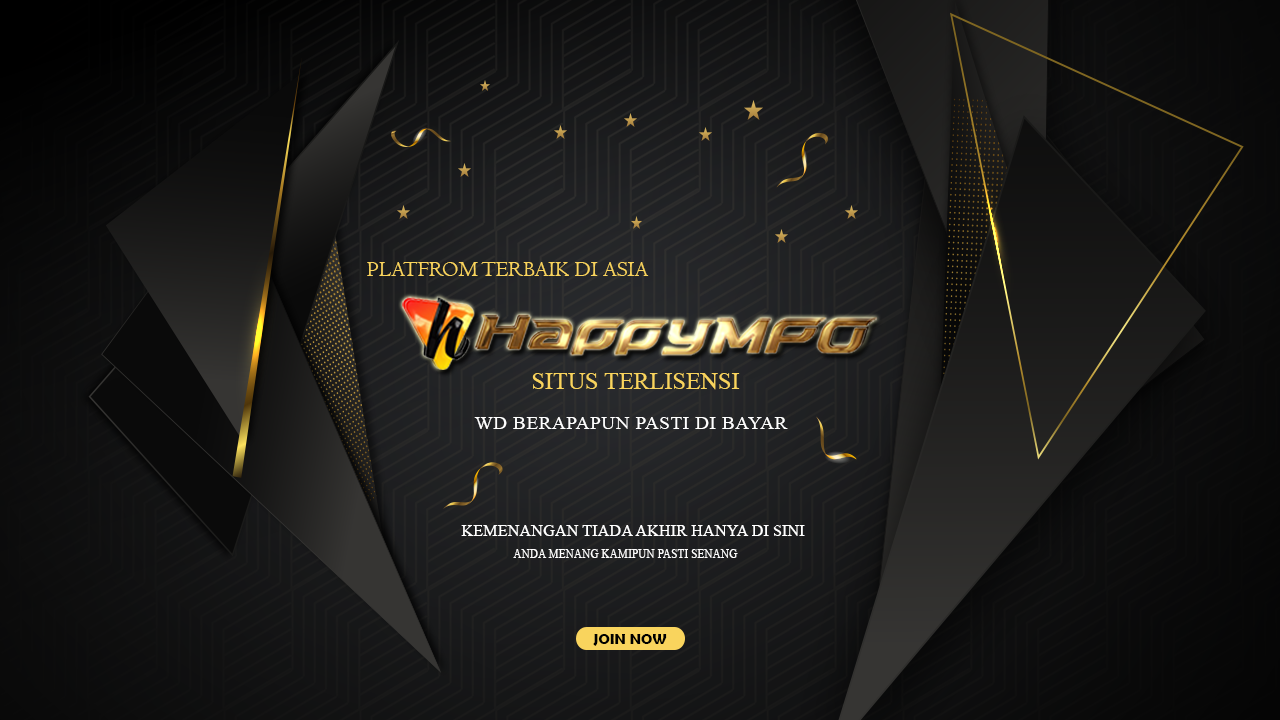 PLATFROM TERBAIK DI ASIA
HappyMPO
SITUS TERLISENSI
WD BERAPAPUN PASTI DI BAYAR
KEMENANGAN TIADA AKHIR HANYA DI SINI
ANDA MENANG KAMIPUN PASTI SENANG
JOIN NOW